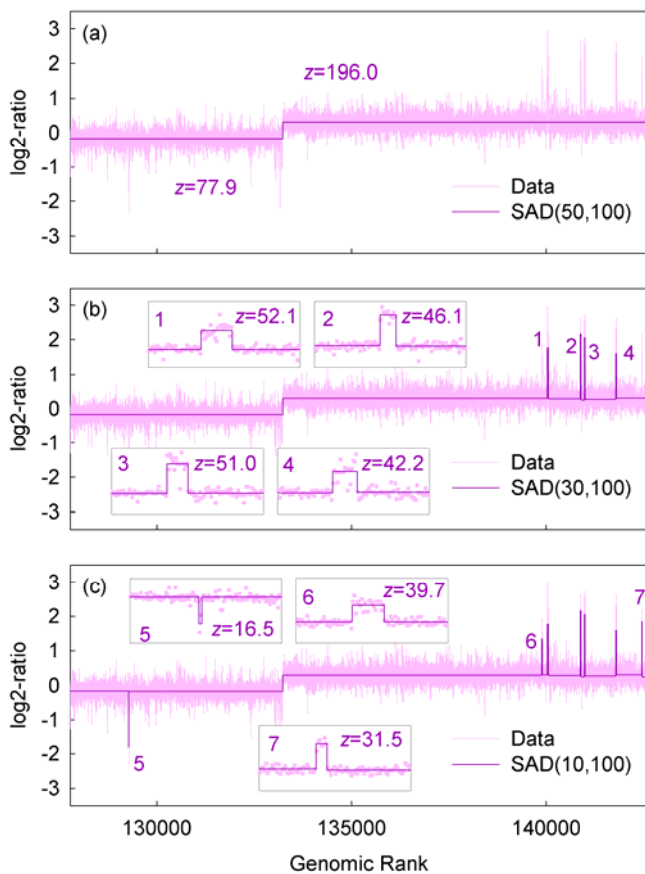 (a)
3
2
1
0
-1
-2
-3
log2-ratio
z=196.0
z=77.9
Data
SAD(50,100)
(b)
3
2
1
0
-1
-2
-3
log2-ratio
1 z=52.1
2 z=46.1
3 z=51.0
4 z=42.2
1 2 3 4
Data
SAD(30,100)
(c)
3
2
1
0
-1
-2
-3
log2-ratio
5 z=16.5
6 z=39.7
7 z=31.5
5
6
7
Data
SAD(10,100)
130000 135000 140000
Genomic Rank